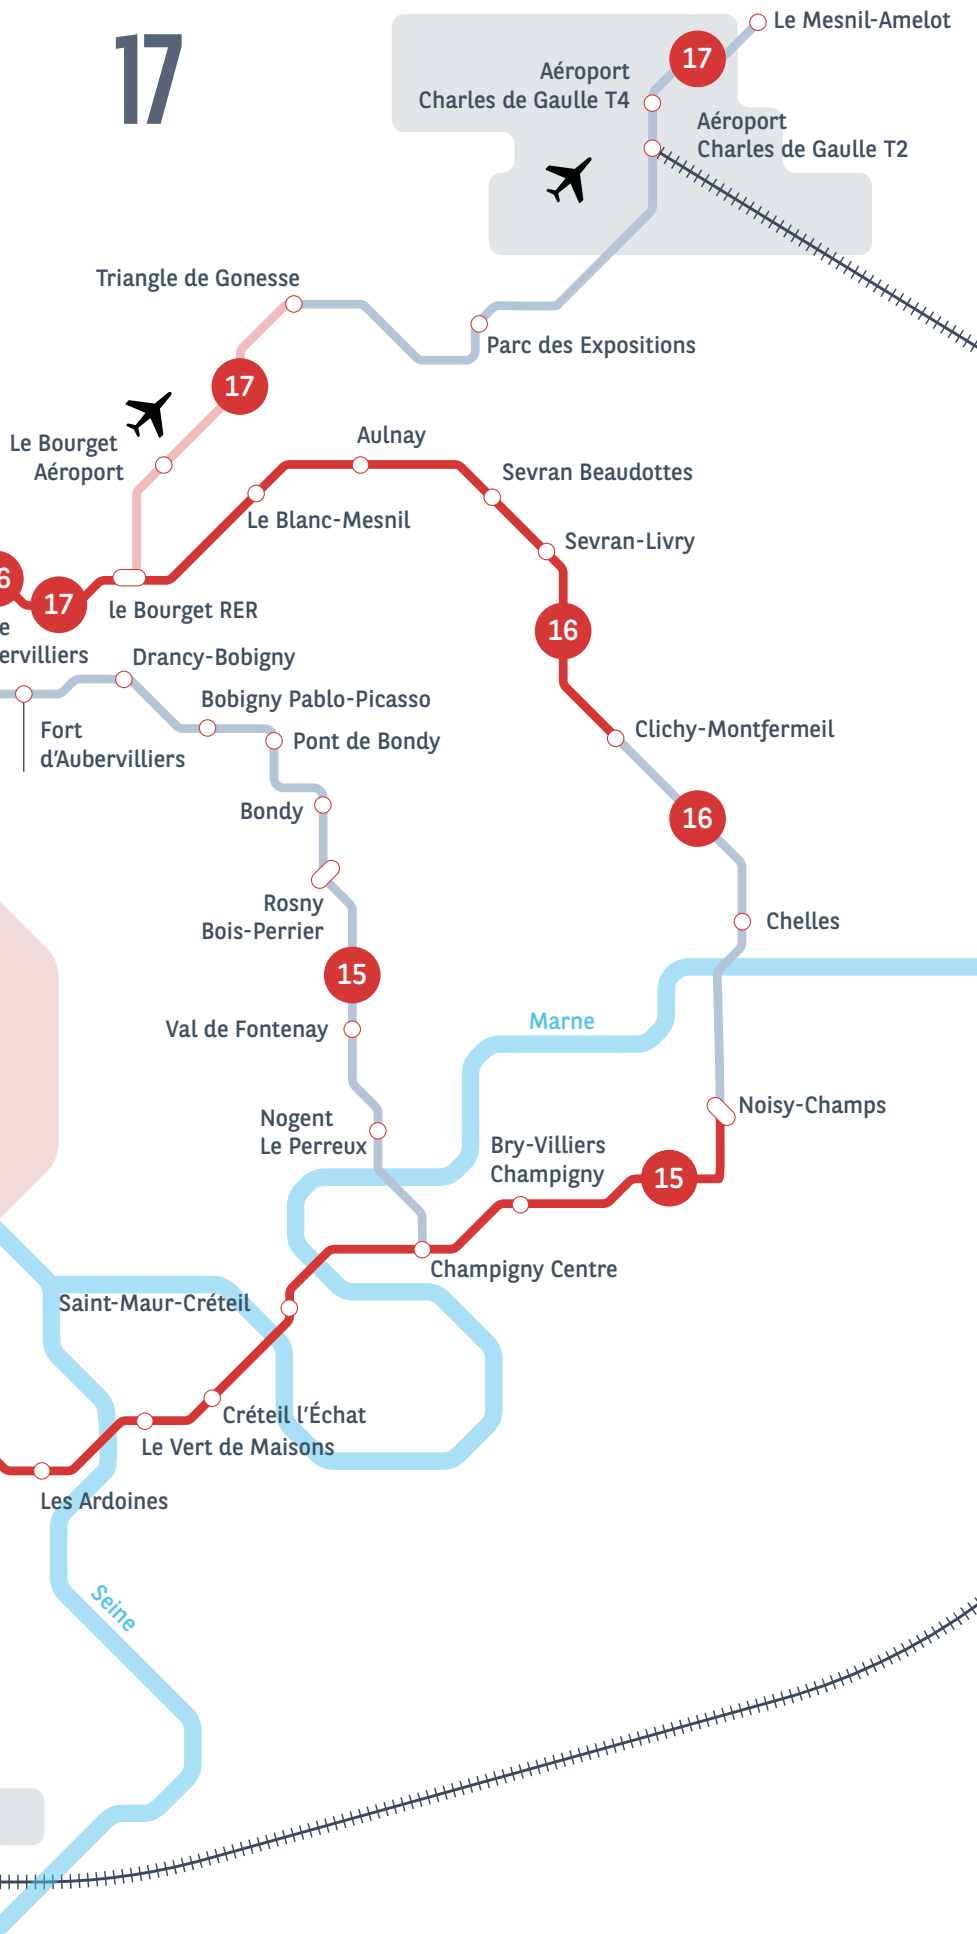 17
Le Mesnil-Amelot
17
Aéroport
Charles de Gaulle T4
Aéroport
Charles de Gaulle T2
Triangle de Gonesse
Parc des Expositions
17
Le Bourget
Aéroport
Aulnay
Sevran Beaudottes
Le Blanc-Mesnil
Sevran-Livry
6
17
le Bourget RER
16
e
ervilliers
Drancy-Bobigny
Bobigny Pablo-Picasso
Fort
d'Aubervilliers
Pont de Bondy
Clichy-Montfermeil
Bondy
16
Rosny
Bois-Perrier
Chelles
15
Val de Fontenay
Marne
Nogent
Le Perreux
Noisy-Champs
Bry-Villiers
Champigny
15
Champigny Centre
Saint-Maur-Créteil
Créteil l'Échat
Le Vert de Maisons
Les Ardoines
Seine